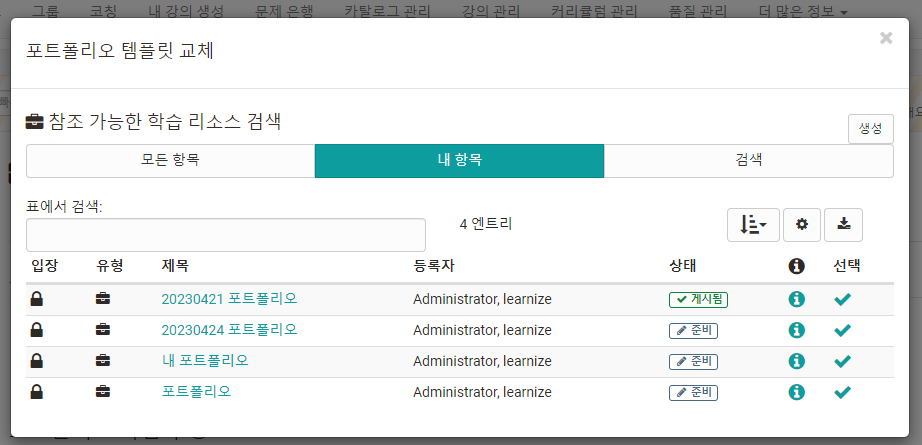 그룹 코칭 내 강의 생성 문제 은행 카탈로그 관리 강의 관리 커리큘럼 관리 품질 관리 더 많은 정보
포트폴리오 템플릿 교체
×
참조 가능한 학습 리소스 검색
생성
모든 항목 내 항목 검색
표에서 검색:
4 엔트리
입장 유형 제목 등록자 상태 선택
20230421 포트폴리오 Administrator, learnize 게시됨
20230424 포트폴리오 Administrator, learnize 준비
내 포트폴리오 Administrator, learnize 준비
포트폴리오 Administrator, learnize 준비